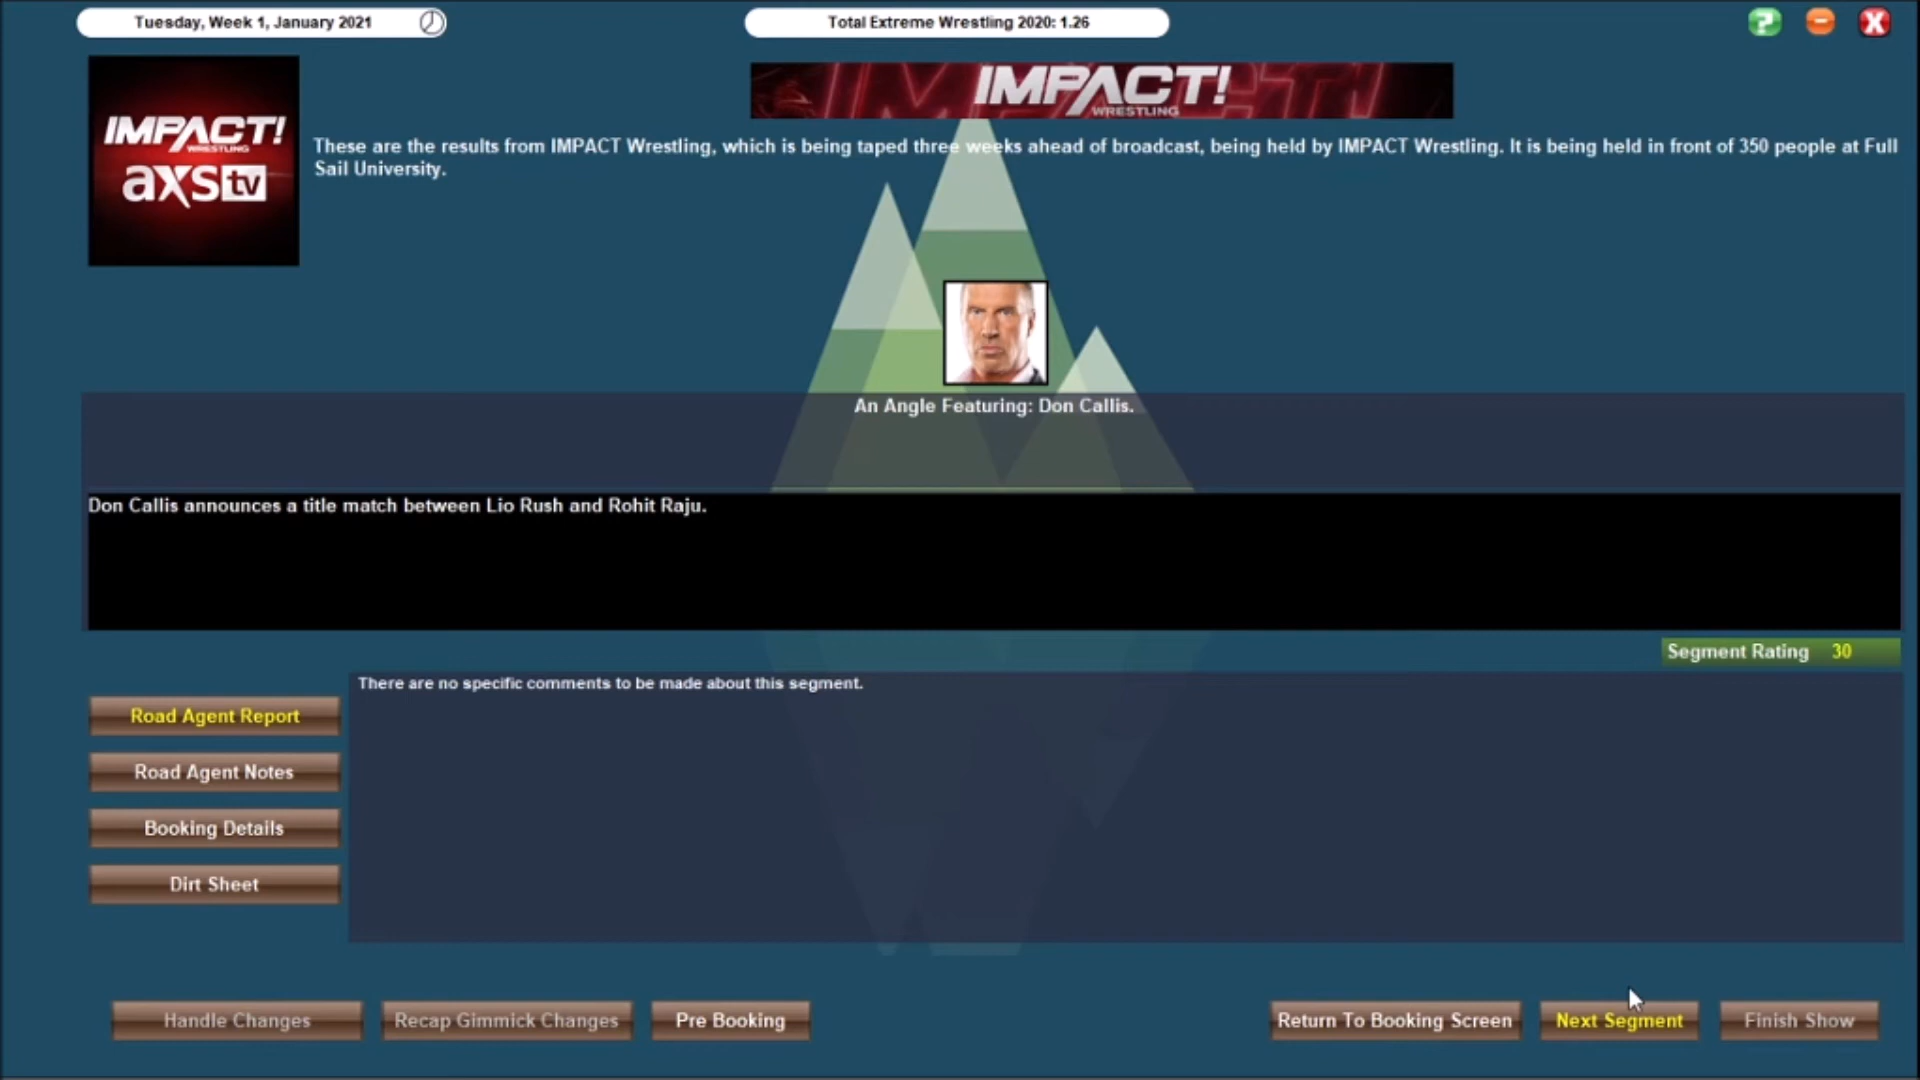 Tuesday, Week 1, January 2021
Total Extreme Wrestling 2020: 1.26
IMPACT!
WRESTLING
IMPACT!
WRESTLING
axs tv
These are the results from IMPACT Wrestling, which is being taped three weeks ahead of broadcast, being held by IMPACT Wrestling. It is being held in front of 350 people at Full
Sail University.
An Angle Featuring: Don Callis.
Don Callis announces a title match between Lio Rush and Rohit Raju.
Segment Rating 30
There are no specific comments to be made about this segment.
Road Agent Report
Road Agent Notes
Booking Details
Dirt Sheet
Handle Changes
Recap Gimmick Changes
Pre Booking
Return To Booking Screen
Next Segment
Finish Show